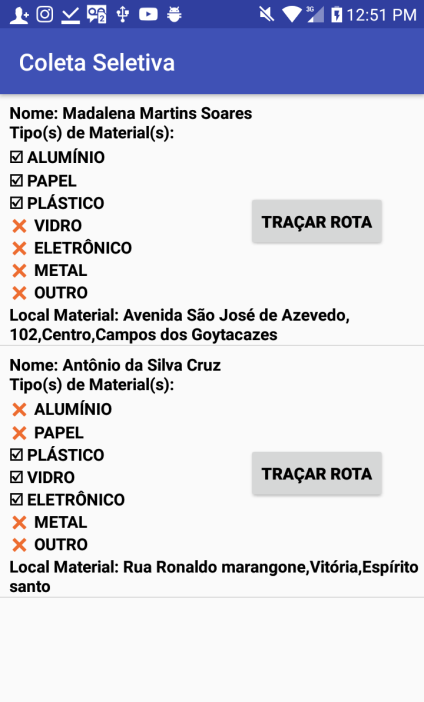 3G 12:51 PM
Coleta Seletiva
Nome: Madalena Martins Soares
Tipo(s) de Material(s):
ALUMÍNIO
PAPEL
PLÁSTICO
VIDRO
TRAÇAR ROTA
ELETRÔNICO
METAL
OUTRO
Local Material: Avenida São José de Azevedo,
102,Centro,Campos dos Goytacazes
Nome: Antônio da Silva Cruz
Tipo(s) de Material(s):
ALUMÍNIO
PAPEL
PLÁSTICO
VIDRO
TRAÇAR ROTA
ELETRÔNICO
METAL
OUTRO
Local Material: Rua Ronaldo marangone,Vitória,Espírito
santo